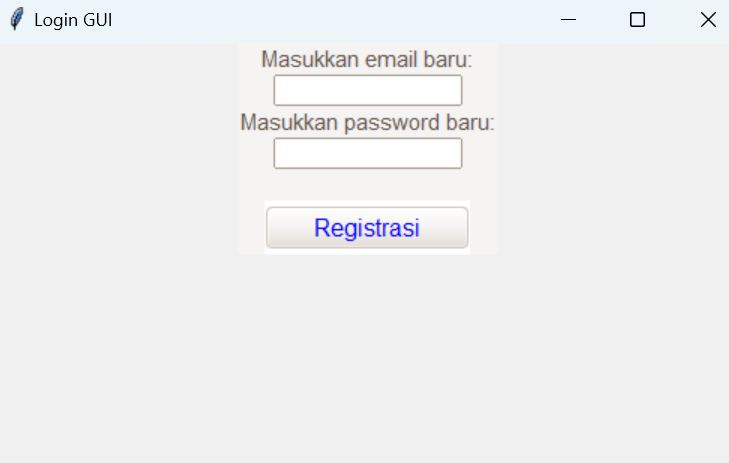 Login GUI
Masukkan email baru:
Masukkan password baru:
Registrasi